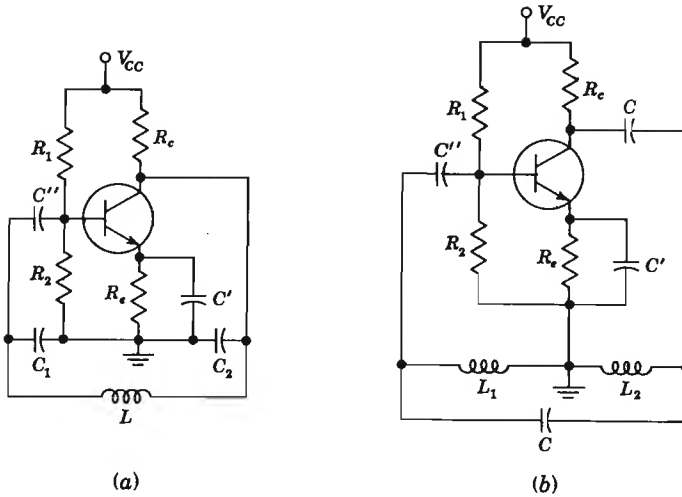 V_CC
R_1
R_c
C''
R_2
R_e
C'
C_1
C_2
L
(a)
V_CC
R_1
R_c
C
C''
R_2
R_e
C'
L_1
L_2
C
(b)